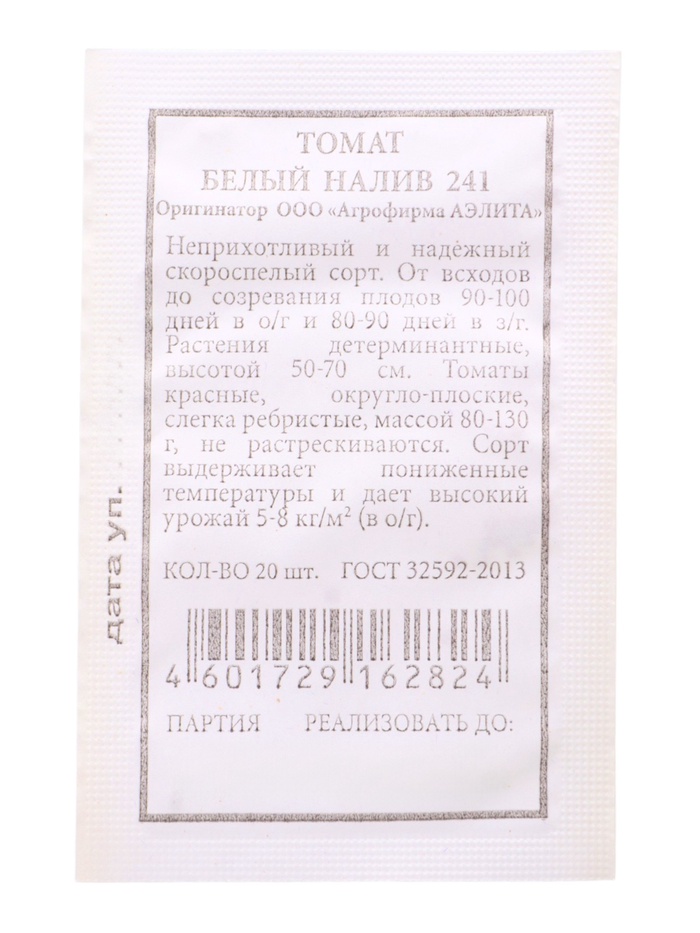 ТОМАТ
БЕЛЫЙ НАЛИВ 241
Оригинатор ООО «Агрофирма АЭЛИТА»
Неприхотливый и надёжный
скороспелый сорт. От всходов
до созревания плодов 90-100
дней в о/г и 80-90 дней в з/г.
Растения детерминантные,
высотой 50-70 см. Томаты
красные, округло-плоские,
слегка ребристые, массой 80-130
г, не растрескиваются. Сорт
выдерживает пониженные
температуры и дает высокий
урожай 5-8 кг/м² (в о/г).
КОЛ-ВО 20 шт. ГОСТ 32592-2013
4 601729 162824
ПАРТИЯ РЕАЛИЗОВАТЬ ДО:
дата уп.